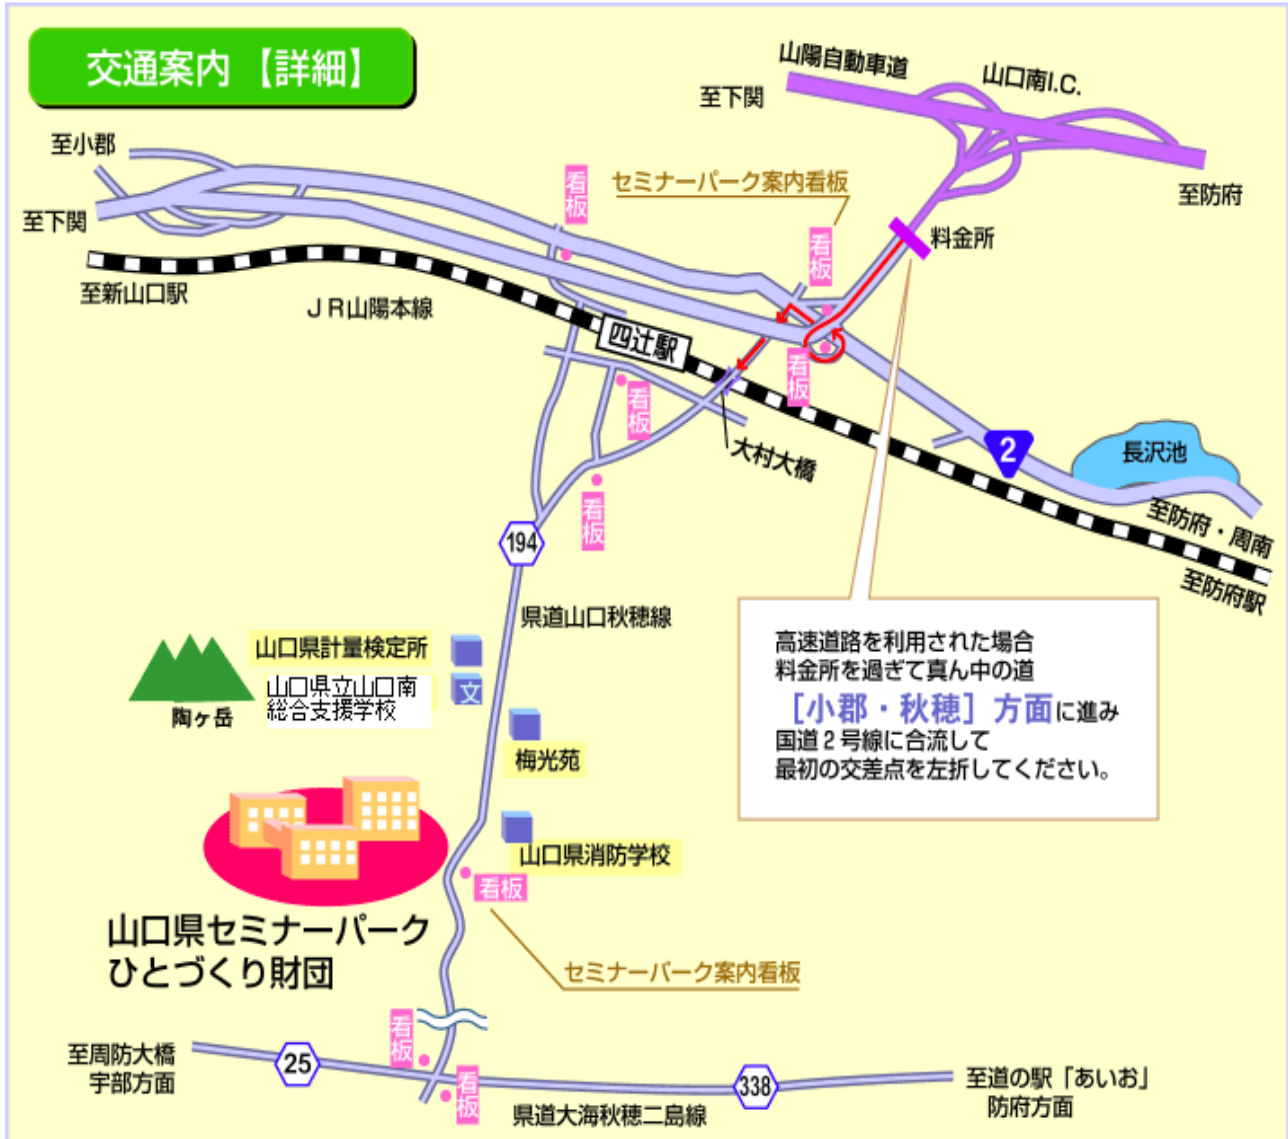 交通案内【詳細】
山陽自動車道
山口南I.C.
至下関
至防府
至小郡
至下関
看板
セミナーパーク案内看板
看板
料金所
至新山口駅
JR山陽本線
四辻駅
看板
看板
大村大橋
2
長沢池
至防府・周南
至防府駅
看板
194
県道山口秋穂線
高速道路を利用された場合
料金所を過ぎて真ん中の道
[小郡・秋穂]方面に進み
国道2号線に合流して
最初の交差点を左折してください。
山口県計量検定所
山口県立山口南
総合支援学校
文
陶ヶ岳
梅光苑
山口県消防学校
看板
山口県セミナーパーク
ひとづくり財団
セミナーパーク案内看板
看板
至周防大橋
宇部方面
25
看板
338
県道大海秋穂二島線
至道の駅「あいお」
防府方面